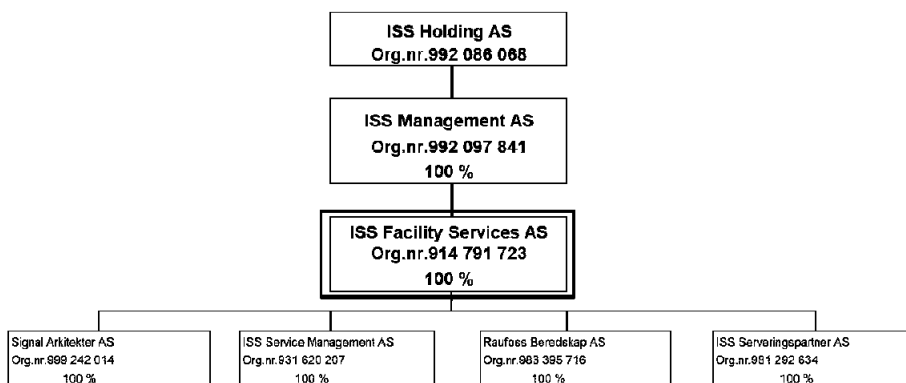 ISS Holding AS
Org.nr.992 086 068
ISS Management AS
Org.nr.992 097 841
100 %
ISS Facility Services AS
Org.nr.914 791 723
100 %
Signal Arkitekter AS
Org.nr.999 242 014
100 %
ISS Service Management AS
Org.nr.931 620 207
100 %
Raufoss Beredskap AS
Org.nr.983 395 716
100 %
ISS Serveringspartner AS
Org.nr.951 292 634
100 %